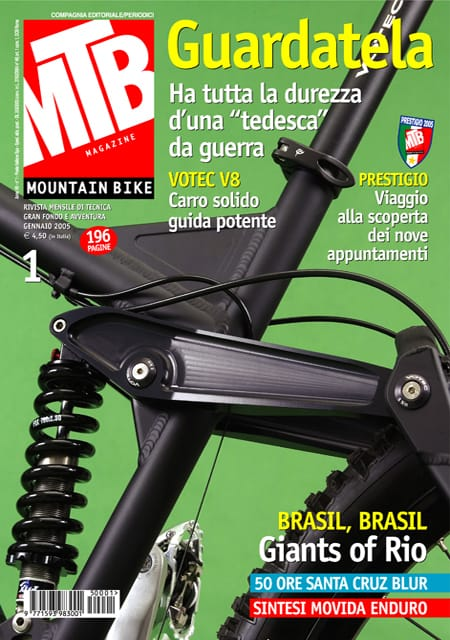 COMPAGNIA EDITORIALE/PERIODICI
MTB
MAGAZINE
MOUNTAIN BIKE
RIVISTA MENSILE DI TECNICA
GRAN FONDO E AVVENTURA
GENNAIO 2005
€ 4,50 (in Italia)
196
PAGINE
1
Guardatela
Ha tutta la durezza
d'una “tedesca”
da guerra
VOTEC V8
Carro solido
guida potente
PRESTIGIO 2005
MTB
PRESTIGIO
Viaggio
alla scoperta
dei nove
appuntamenti
VOTEC
VOTEC
BRASIL, BRASIL
Giants of Rio
50 ORE SANTA CRUZ BLUR
SINTESI MOVIDA ENDURO
50001
9 771593 983001